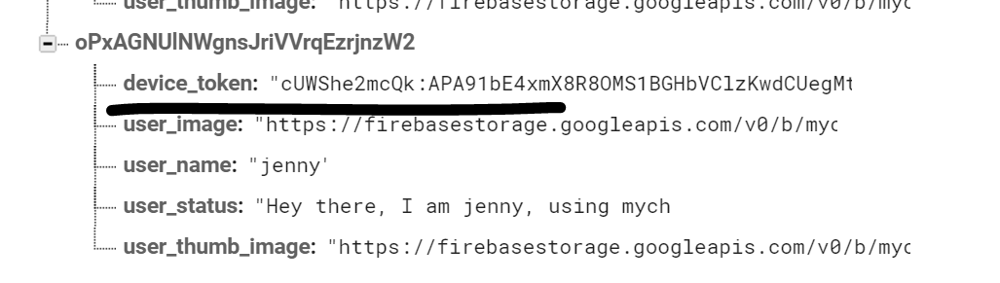 user_thumb_image: "https://firebasestorage.googleapis.com/v0/b/myc
oPxAGNUlNWgnsJriVVrqEzrjnzW2
device_token: "cUWShe2mcQk:APA91bE4xmX8R8OMS1BGHbVClzKwdCUegMt
user_image: "https://firebasestorage.googleapis.com/v0/b/myc
user_name: "jenny'
user_status: "Hey there, I am jenny, using mych
user_thumb_image: "https://firebasestorage.googleapis.com/v0/b/myc